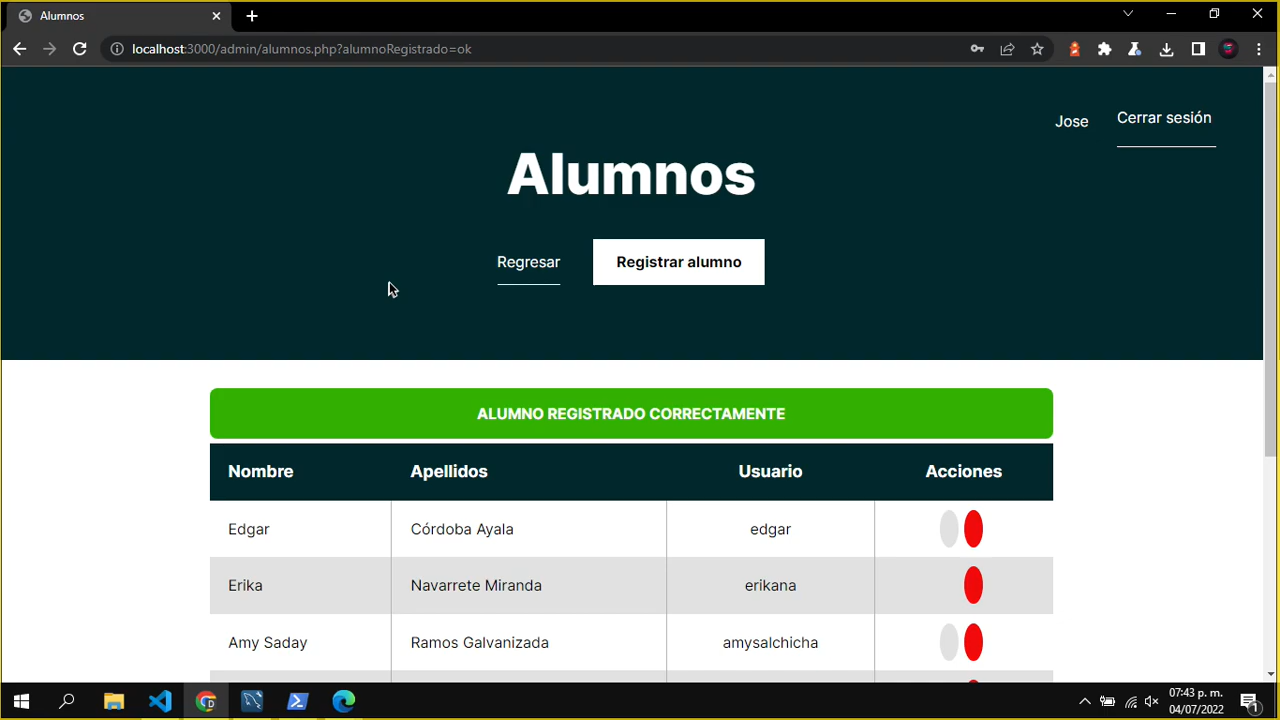 Alumnos
localhost:3000/admin/alumnos.php?alumnoRegistrado=ok
Jose Cerrar sesión
Alumnos
Regresar Registrar alumno
ALUMNO REGISTRADO CORRECTAMENTE
Nombre Apellidos Usuario Acciones
Edgar Córdoba Ayala edgar
Erika Navarrete Miranda erikana
Amy Saday Ramos Galvanizada amysalchicha
07:43 p. m.
04/07/2022
1